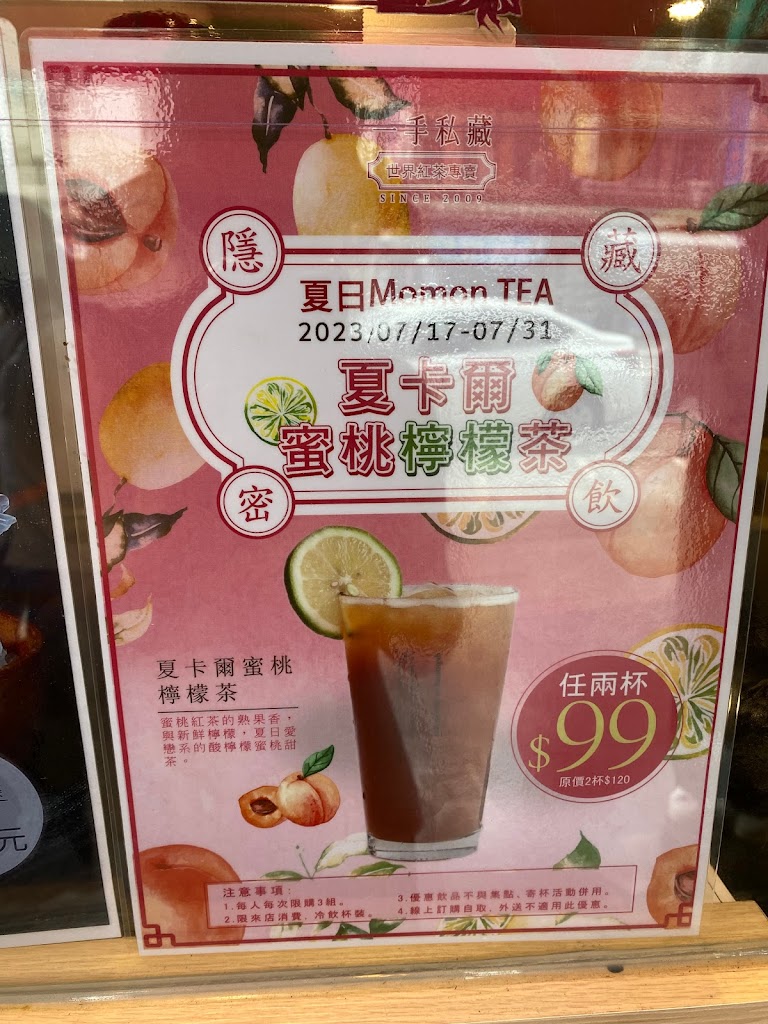 一手私藏
世界紅茶專賣
SINCE 2009
隱 藏
夏日Momon TEA
2023/07/17-07/31
夏卡爾
蜜桃檸檬茶
密 飲
夏卡爾蜜桃
檸檬茶
蜜桃紅茶的熟果香，
與新鮮檸檬，夏日愛
戀系的酸檸檬蜜桃甜
茶。
任兩杯
$99
原價2杯$120
注意事項：
1.每人每次限購3組。
2.限來店消費，冷飲杯裝。
3.優惠飲品不與集點、寄杯活動併用。
4.線上訂購自取、外送不適用此優惠。
元